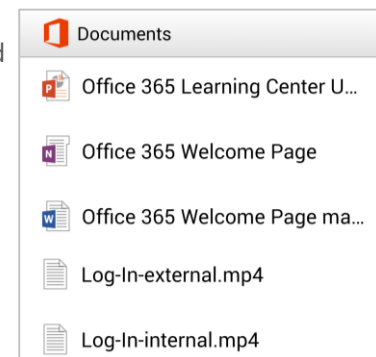 Documents
Office 365 Learning Center U...
Office 365 Welcome Page
Office 365 Welcome Page ma...
Log-In-external.mp4
Log-In-internal.mp4